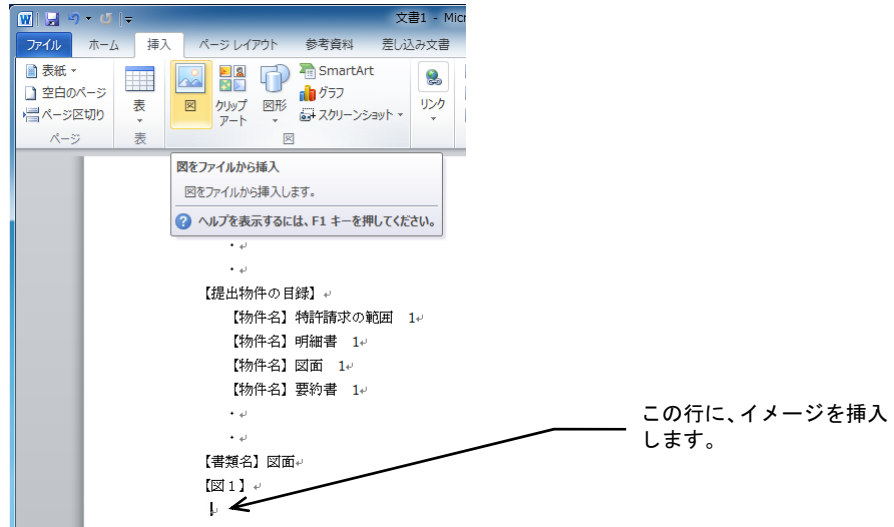 文書1 - Micr
ファイル ホーム 挿入 ページ レイアウト 参考資料 差し込み文書
表紙
空白のページ
ページ区切り
ページ
表
表
図
クリップ
アート
図形
SmartArt
グラフ
スクリーンショット
図
リンク
図をファイルから挿入
図をファイルから挿入します。
ヘルプを表示するには、F1 キーを押してください。
・↵
・↵
【提出物件の目録】↵
【物件名】特許請求の範囲 1↵
【物件名】明細書 1↵
【物件名】図面 1↵
【物件名】要約書 1↵
・↵
・↵
【書類名】図面↵
【図1】↵
↵
この行に、イメージを挿入
します。